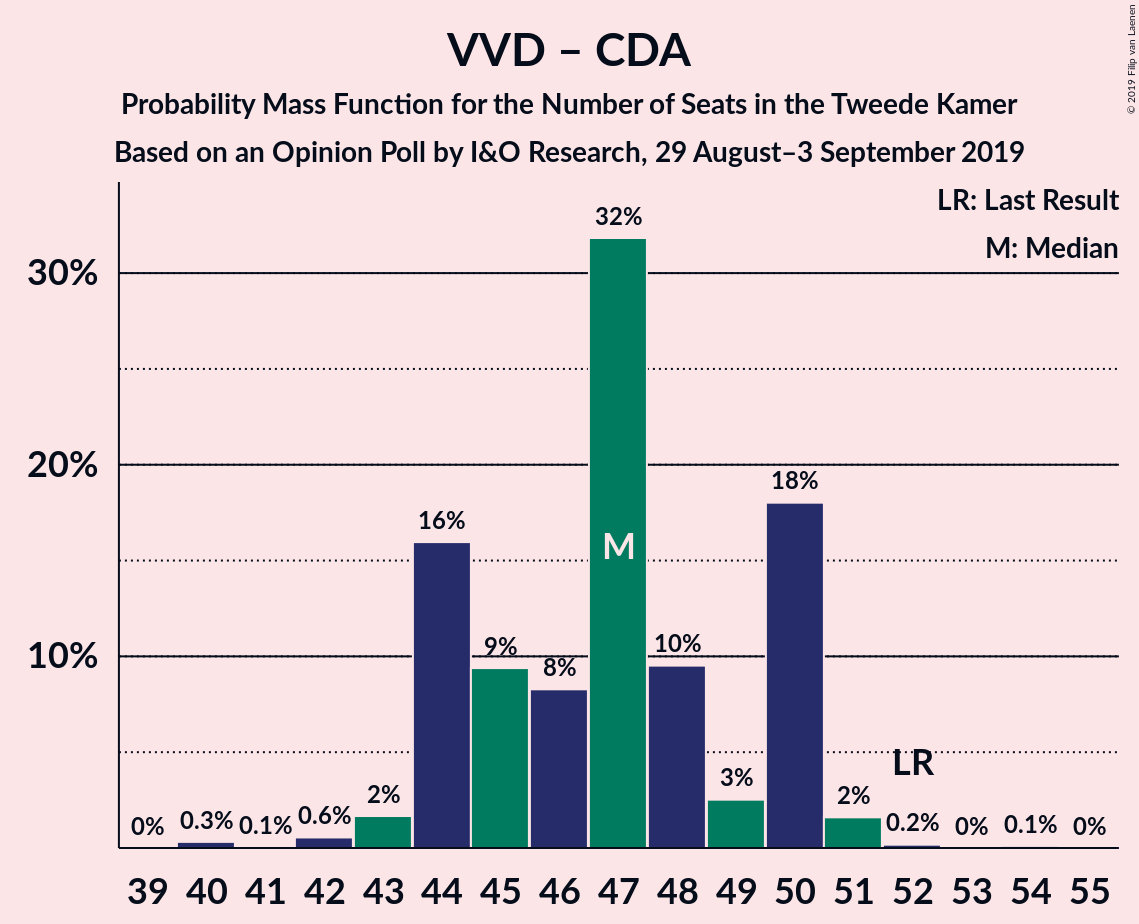 VVD – CDA
Probability Mass Function for the Number of Seats in the Tweede Kamer
Based on an Opinion Poll by I&O Research, 29 August–3 September 2019
© 2019 Filip van Laenen
LR: Last Result
M: Median
30%
20%
10%
0%
0.3%
0.1%
0.6%
2%
16%
9%
8%
32%
M
10%
3%
18%
2%
LR
0.2%
0%
0.1%
0%
39 40 41 42 43 44 45 46 47 48 49 50 51 52 53 54 55